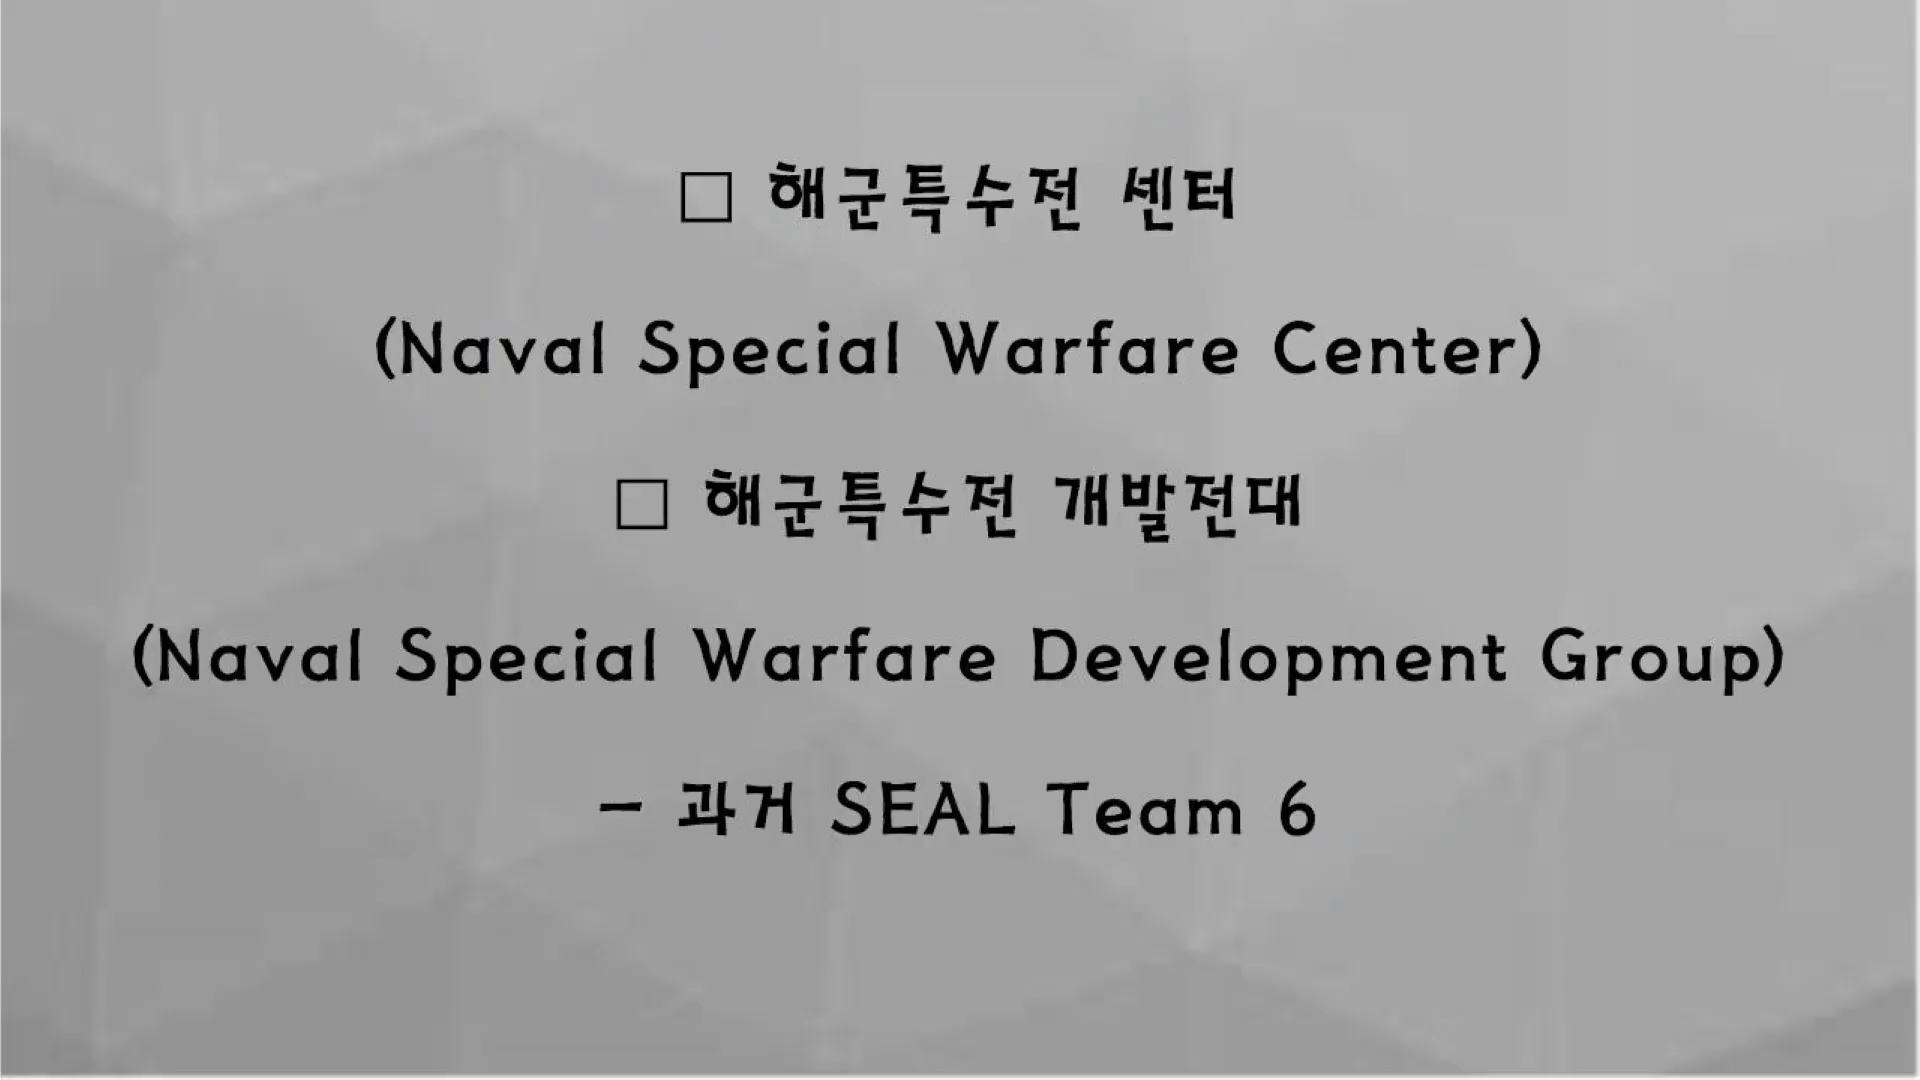 □ 해군특수전 센터
(Naval Special Warfare Center)
□ 해군특수전 개발전대
(Naval Special Warfare Development Group)
- 과거 SEAL Team 6